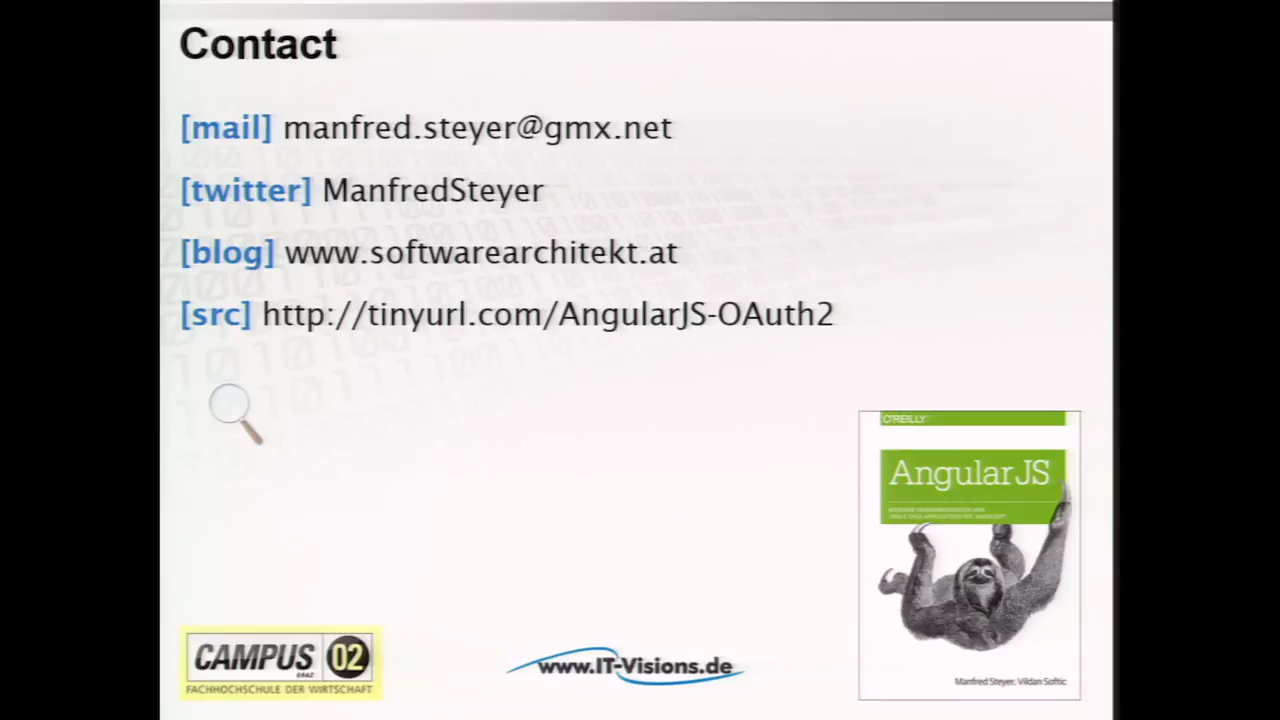 Contact
[mail] manfred.steyer@gmx.net
[twitter] ManfredSteyer
[blog] www.softwarearchitekt.at
[src] http://tinyurl.com/AngularJS-OAuth2
O'REILLY
AngularJS
Manfred Steyer, Vildan Softic
CAMPUS 02
GRAZ
FACHHOCHSCHULE DER WIRTSCHAFT
www.IT-Visions.de